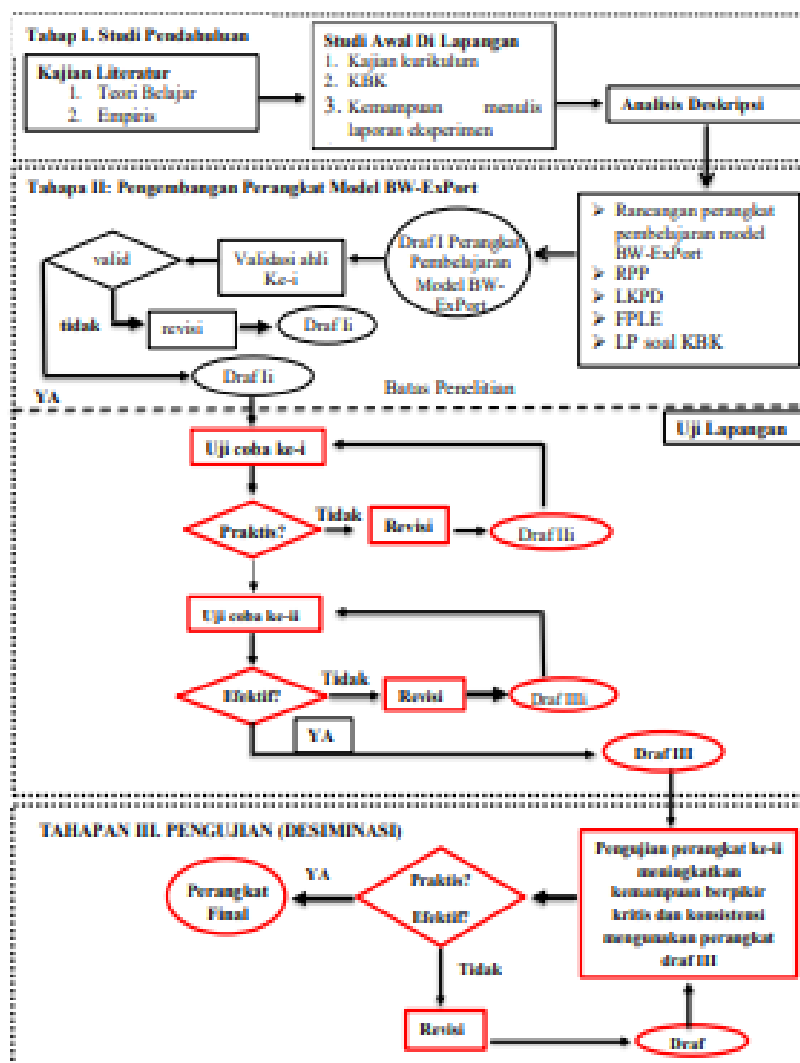 Tahap I. Studi Pendahuluan
Kajian Literatur
1. Teori Belajar
2. Empiris
Studi Awal Di Lapangan
1. Kajian kurikulum
2. KBK
3. Kemampuan menulis
laporan eksperimen
Analisis Deskripsi
Tahapa II: Pengembangan Perangkat Model BW-ExPort
➢ Rancangan perangkat
pembelajaran model
BW-ExPort
➢ RPP
➢ LKPD
➢ FPLE
➢ LP soal KBK
Draf I Perangkat
Pembelajaran
Model BW-
ExPort
Validasi ahli
Ke-i
valid
tidak
revisi
Draf Ii
YA
Draf Ii
Batas Penelitian
Uji Lapangan
Uji coba ke-i
Praktis?
Tidak
Revisi
Draf IIi
Uji coba ke-ii
Efektif?
Tidak
Revisi
Draf IIIi
YA
Draf III
TAHAPAN III. PENGUJIAN (DESIMINASI)
Pengujian perangkat ke-ii
meningkatkan
kemampuan berpikir
kritis dan konsistensi
mengunakan perangkat
draf III
Praktis?
Efektif?
YA
Perangkat
Final
Tidak
Revisi
Draf